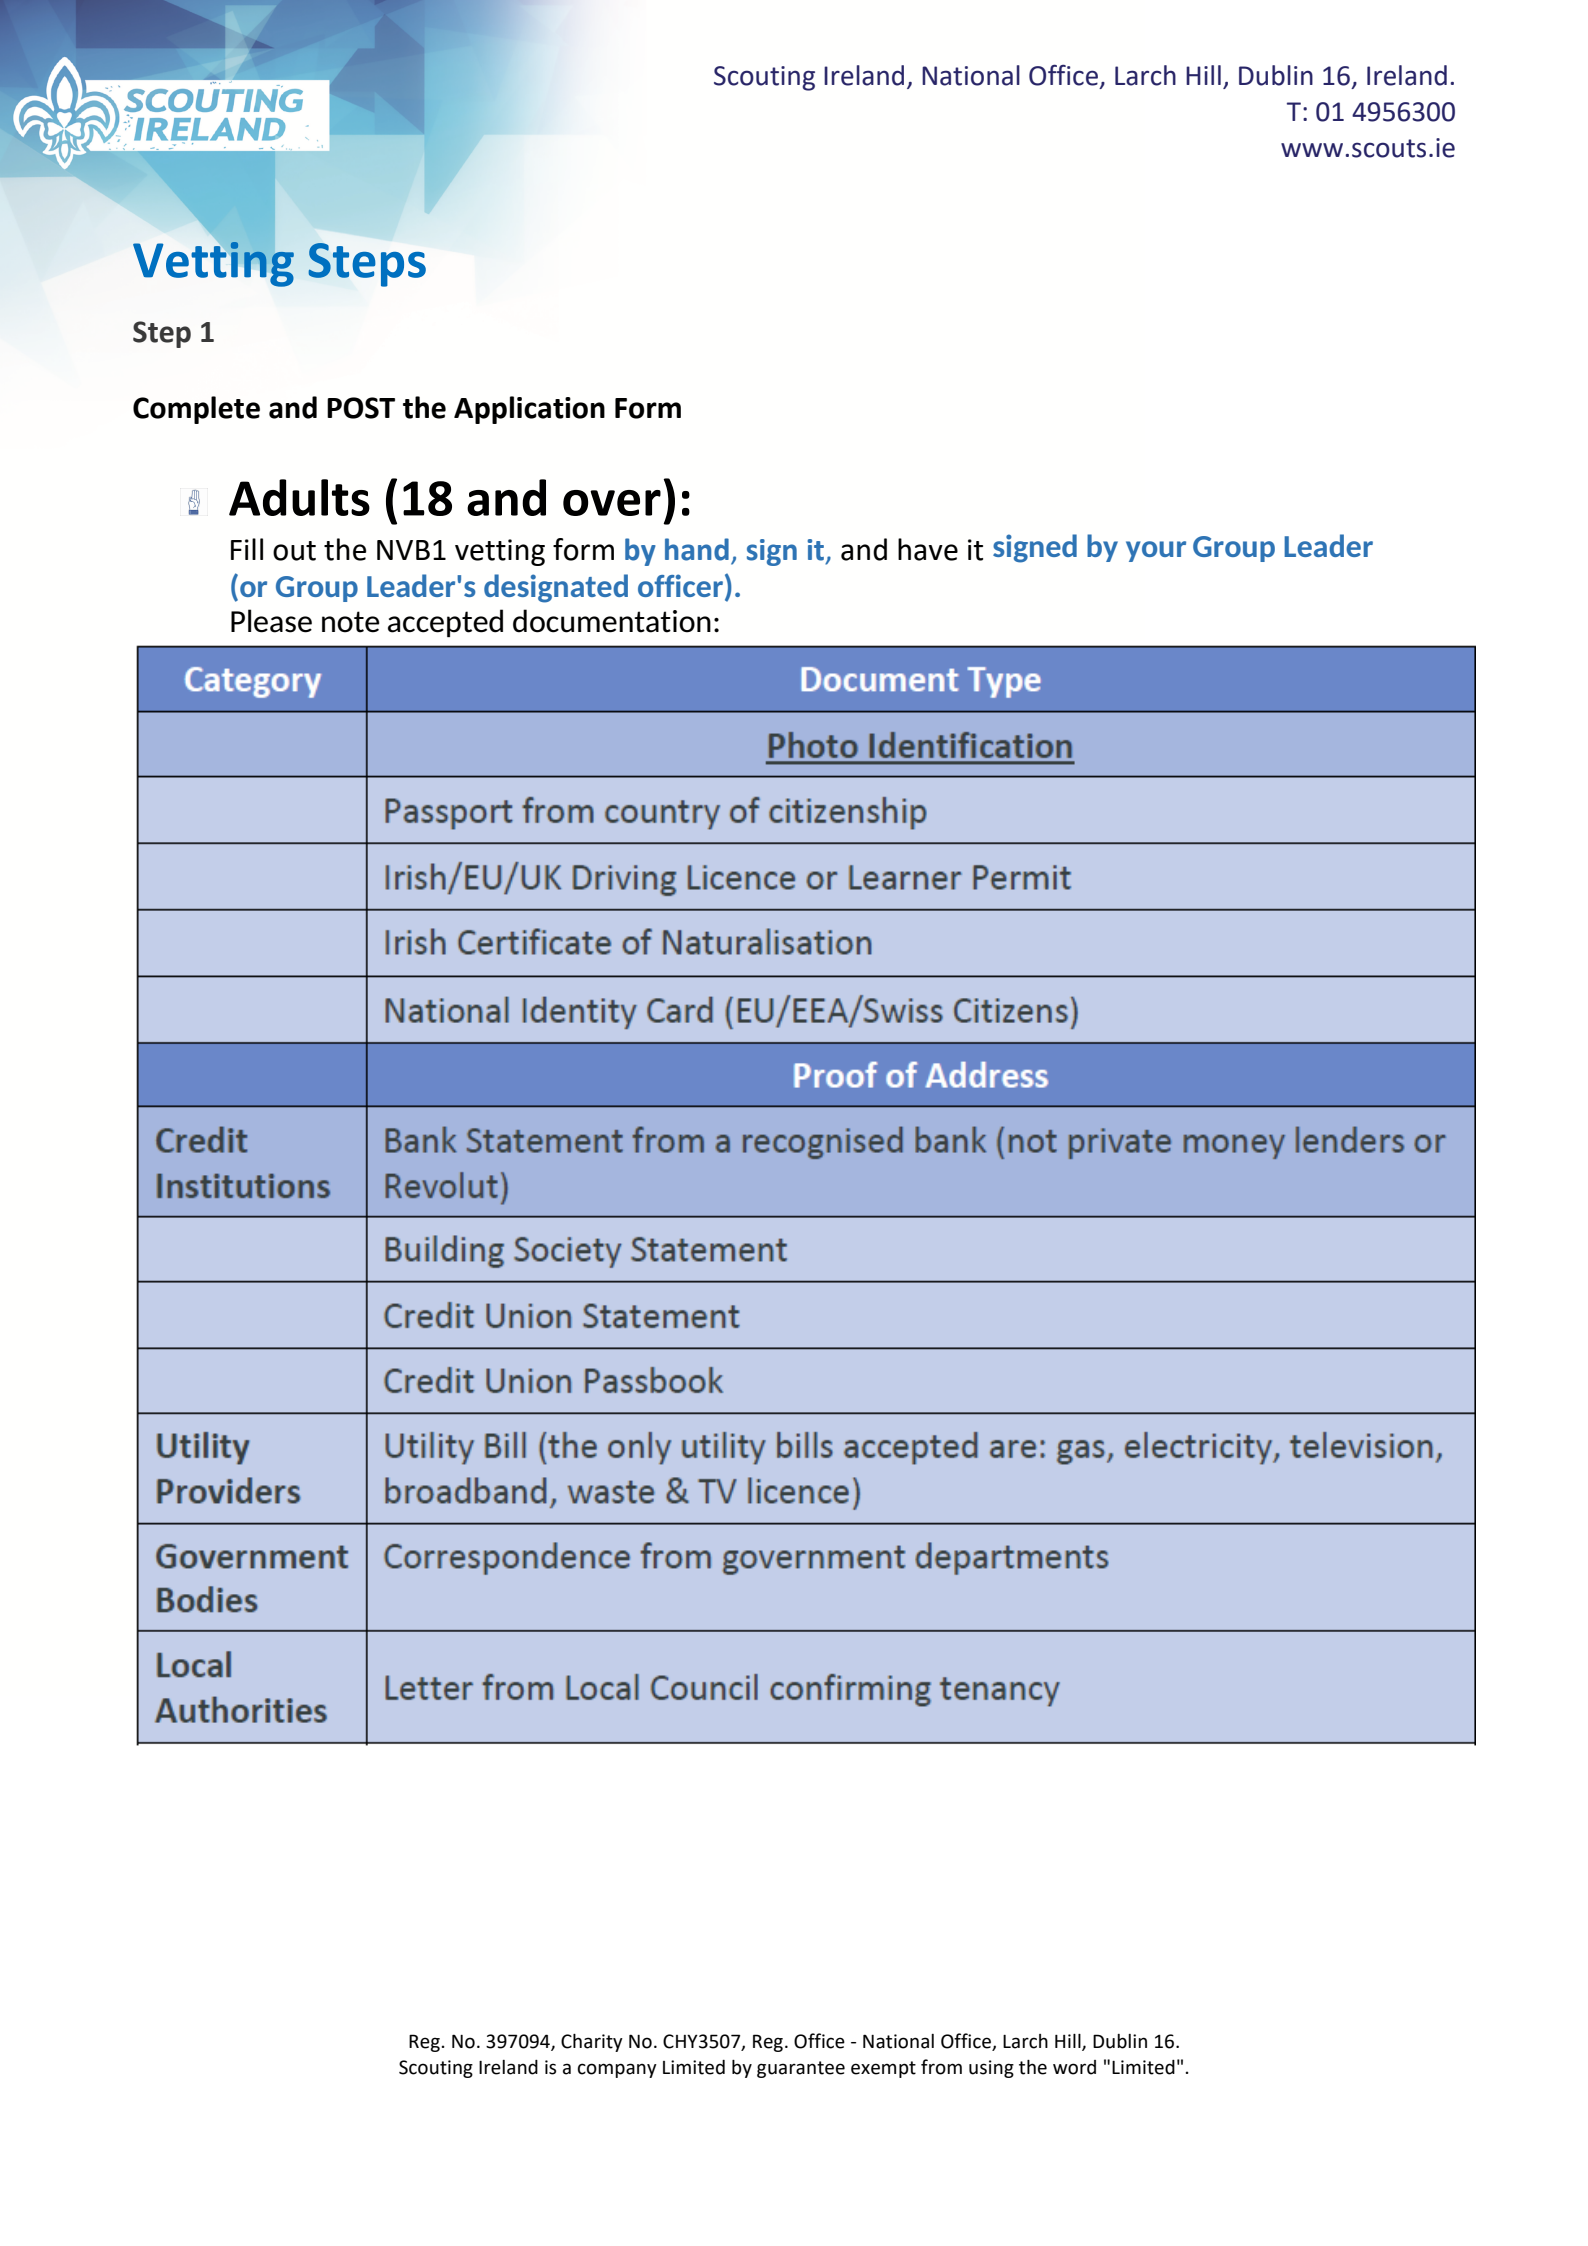 SCOUTING
IRELAND
Scouting Ireland, National Office, Larch Hill, Dublin 16, Ireland.
T: 01 4956300
www.scouts.ie
Vetting Steps
Step 1
Complete and POST the Application Form
Adults (18 and over):
Fill out the NVB1 vetting form by hand, sign it, and have it signed by your Group Leader
(or Group Leader's designated officer).
Please note accepted documentation:
Category Document Type
Photo Identification
Passport from country of citizenship
Irish/EU/UK Driving Licence or Learner Permit
Irish Certificate of Naturalisation
National Identity Card (EU/EEA/Swiss Citizens)
Proof of Address
Credit Bank Statement from a recognised bank (not private money lenders or
Institutions Revolut)
Building Society Statement
Credit Union Statement
Credit Union Passbook
Utility Utility Bill (the only utility bills accepted are: gas, electricity, television,
Providers broadband, waste & TV licence)
Government Correspondence from government departments
Bodies
Local
Authorities Letter from Local Council confirming tenancy
Reg. No. 397094, Charity No. CHY3507, Reg. Office - National Office, Larch Hill, Dublin 16.
Scouting Ireland is a company Limited by guarantee exempt from using the word "Limited".